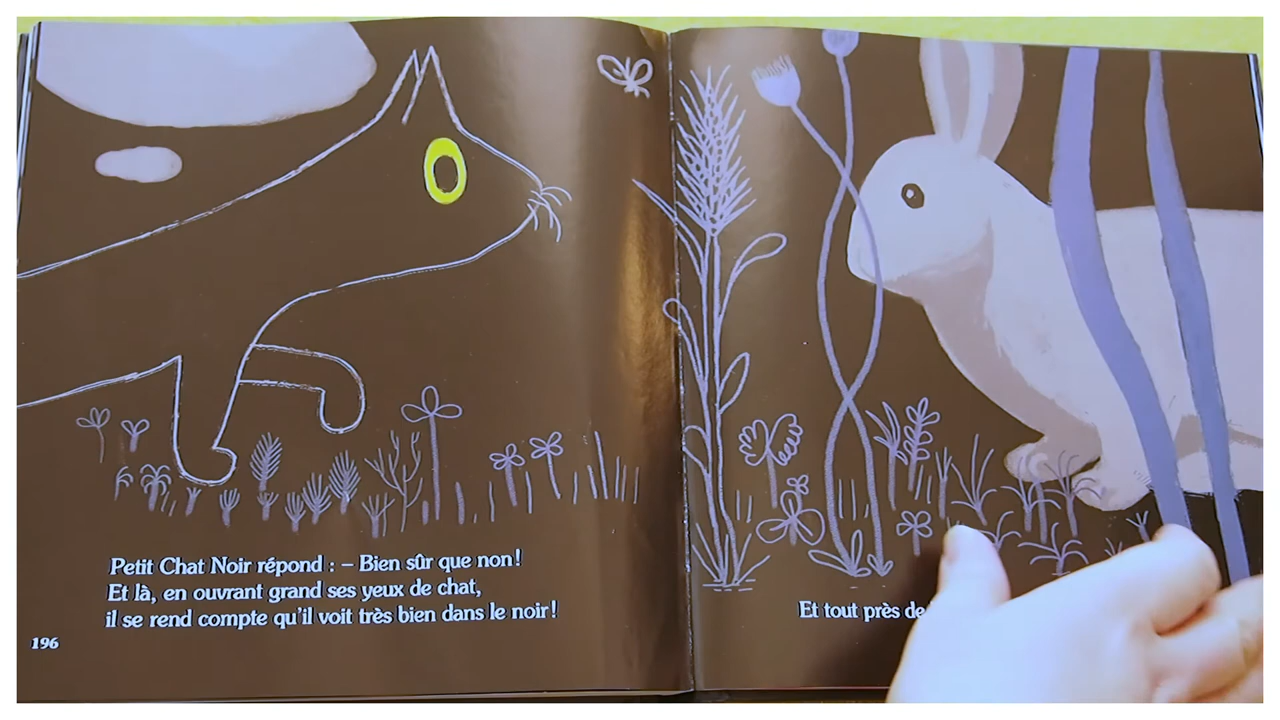 Petit Chat Noir répond : – Bien sûr que non !
Et là, en ouvrant grand ses yeux de chat,
il se rend compte qu'il voit très bien dans le noir !
196
Et tout près de